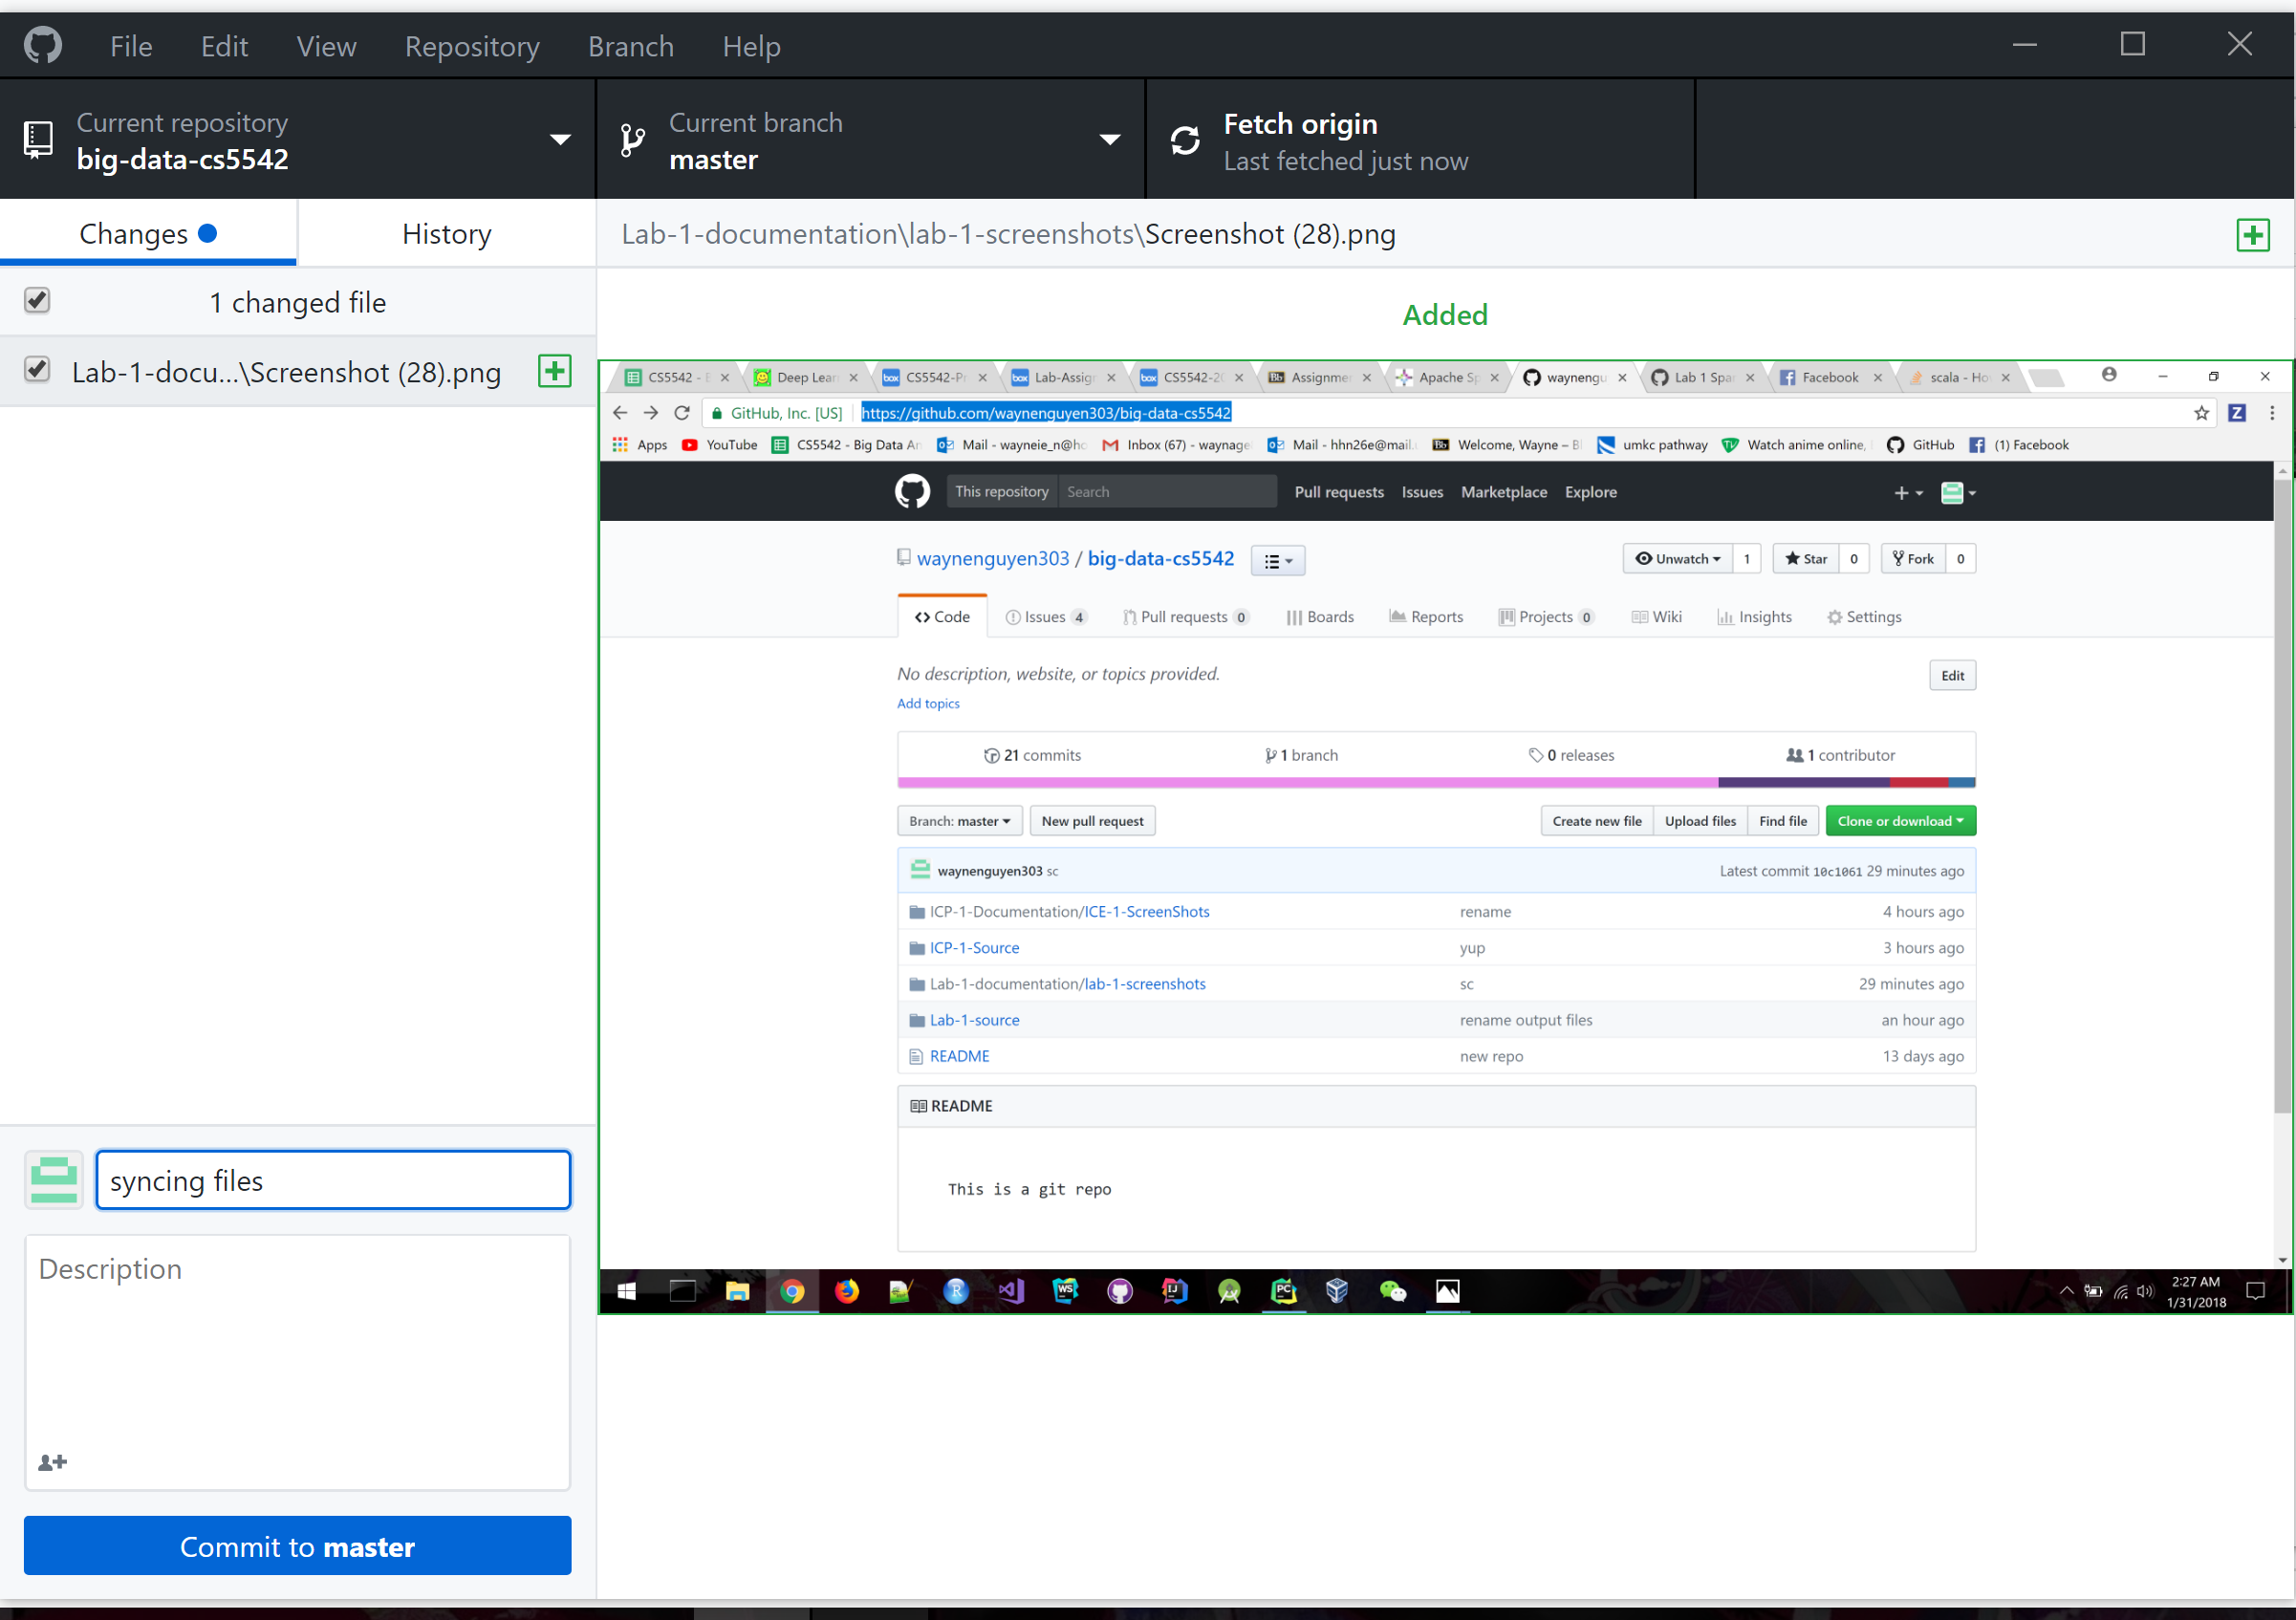 File Edit View Repository Branch Help
Current repository
big-data-cs5542
Current branch
master
Fetch origin
Last fetched just now
Changes History
1 changed file
Lab-1-docu...\Screenshot (28).png
syncing files
Description
Commit to master
Lab-1-documentation\lab-1-screenshots\Screenshot (28).png
Added
CS5542 - Deep Lear CS5542-Pr Lab-Assig CS5542-20 Assignme Apache Sp waynengu Lab 1 Spa Facebook scala - Ho
GitHub, Inc. [US] https://github.com/waynenguyen303/big-data-cs5542
Apps YouTube CS5542 - Big Data An Mail - wayneie_n@ho Inbox (67) - waynage Mail - hhn26e@mail. Welcome, Wayne – umkc pathway Watch anime online, GitHub (1) Facebook
This repository Search Pull requests Issues Marketplace Explore
waynenguyen303 / big-data-cs5542 Unwatch 1 Star 0 Fork 0
Code Issues 4 Pull requests 0 Boards Reports Projects 0 Wiki Insights Settings
No description, website, or topics provided. Edit
Add topics
21 commits 1 branch 0 releases 1 contributor
Branch: master New pull request Create new file Upload files Find file Clone or download
waynenguyen303 sc Latest commit 10c1061 29 minutes ago
ICP-1-Documentation/ICE-1-ScreenShots rename 4 hours ago
ICP-1-Source yup 3 hours ago
Lab-1-documentation/lab-1-screenshots sc 29 minutes ago
Lab-1-source rename output files an hour ago
README new repo 13 days ago
README
This is a git repo
2:27 AM
1/31/2018